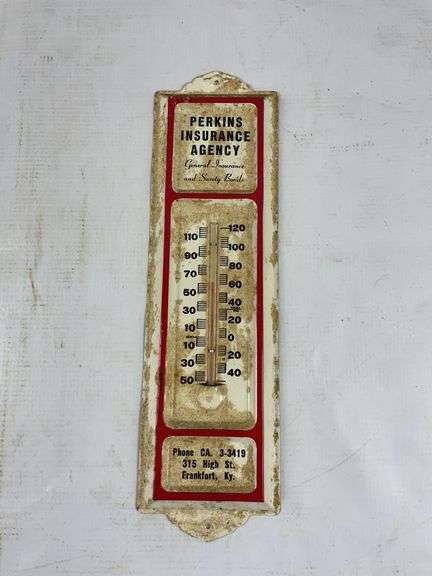 PERKINS
INSURANCE
AGENCY
General Insurance
and Surety Bonds
120
110
100
90
80
70
60
50
40
30
20
10
0
10
20
30
40
50
Phone CA. 3-3419
315 High St.
Frankfort, Ky.